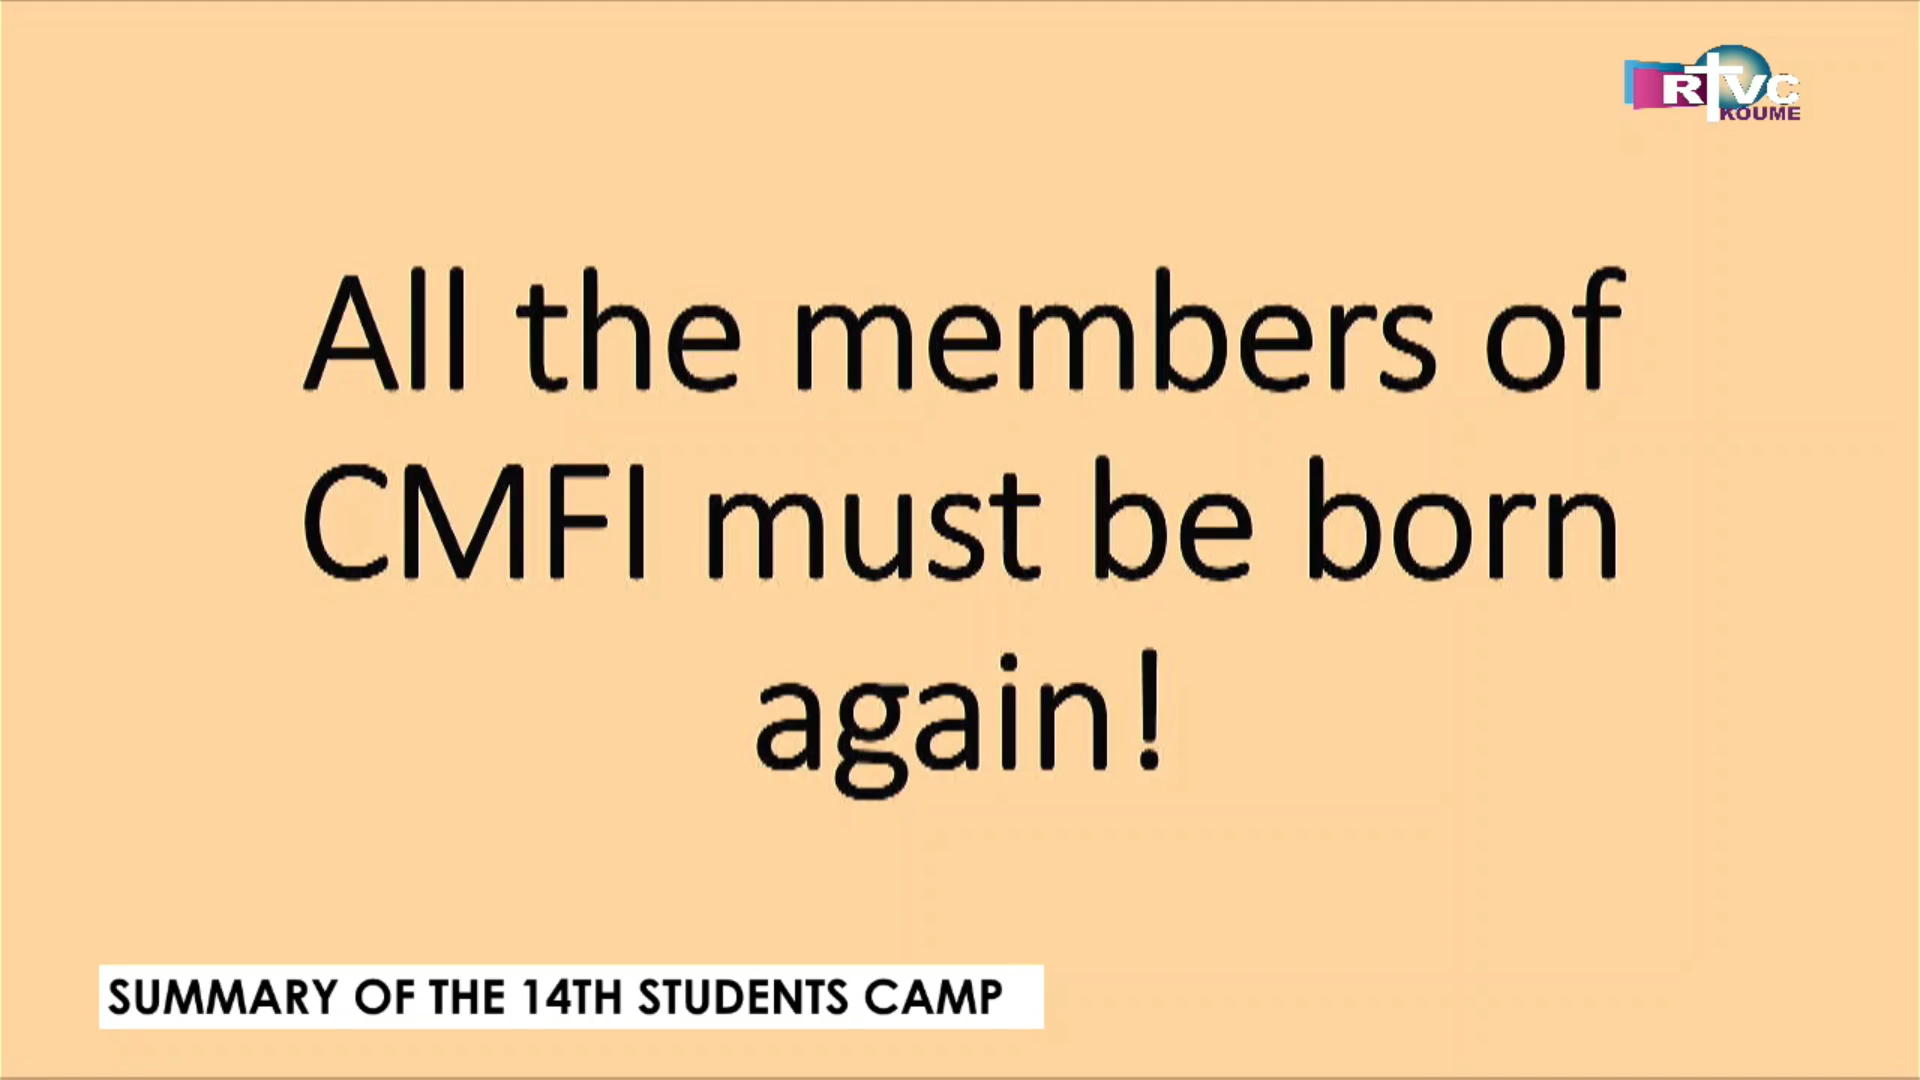 RTVC
KOUME
All the members of
CMFI must be born
again!
SUMMARY OF THE 14TH STUDENTS CAMP